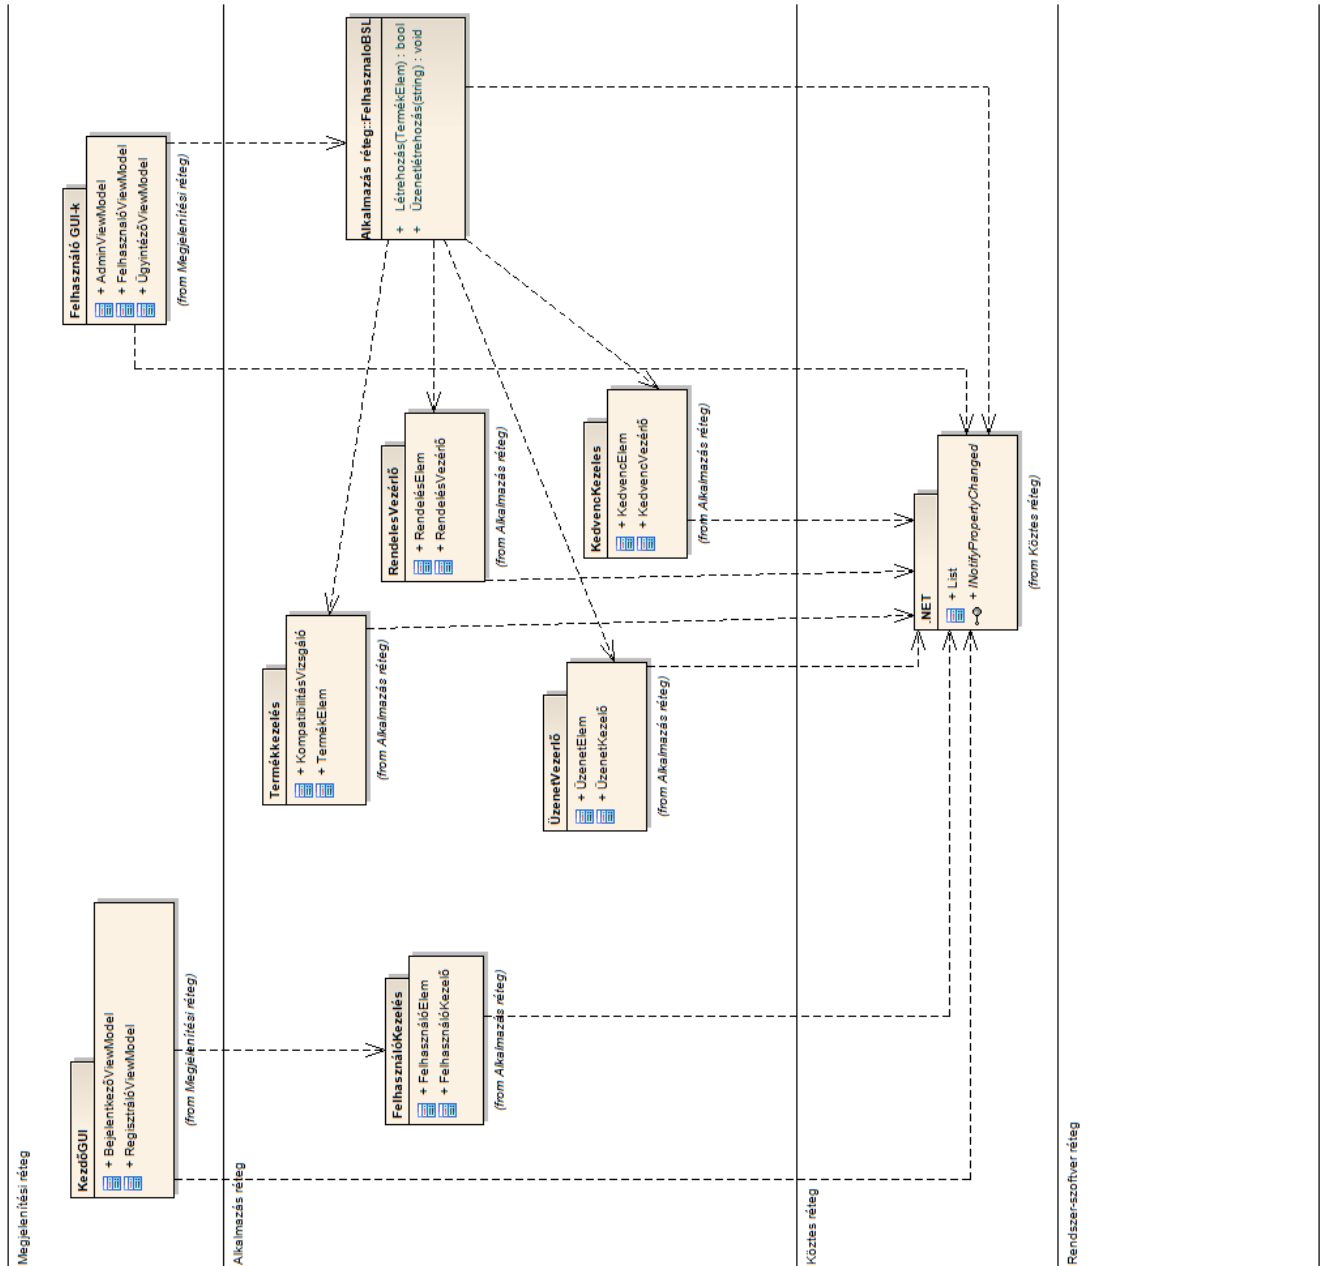 Megjelenítési réteg
KezdőGUI
+ BejelentkezőViewModel
+ RegisztrálóViewModel
(from Megjelenítési réteg)
Felhasználó GUI-k
+ AdminViewModel
+ FelhasznalóViewModel
+ ÜgyintézőViewModel
(from Megjelenítési réteg)
Alkalmazás réteg
FelhasználóKezelés
+ FelhasználóElem
+ FelhasználóKezelő
(from Alkalmazás réteg)
Termékkezelés
+ KompatibilitásVizsgáló
+ TermékElem
(from Alkalmazás réteg)
RendelesVezérlő
+ RendelésElem
+ RendelésVezérlő
(from Alkalmazás réteg)
Alkalmazás réteg::FelhasznaloBSL
+ Létrehozás(TermékElem) : bool
+ Üzenetlétrehozás(string) : void
ÜzenetVezerlő
+ ÜzenetElem
+ ÜzenetKezelő
(from Alkalmazás réteg)
KedvencKezeles
+ KedvencElem
+ KedvencVezérlő
(from Alkalmazás réteg)
Köztes réteg
.NET
+ List
+ INotifyPropertyChanged
(from Köztes réteg)
Rendszer-szoftver réteg